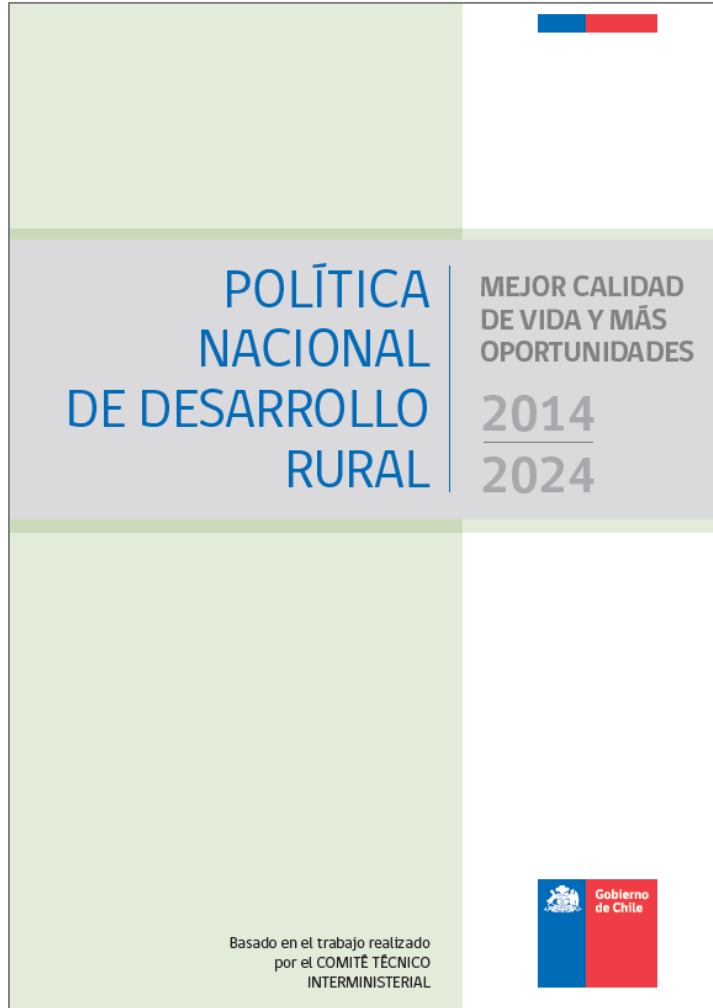 POLÍTICA
NACIONAL
DE DESARROLLO
RURAL
MEJOR CALIDAD
DE VIDA Y MÁS
OPORTUNIDADES
2014
2024
Basado en el trabajo realizado
por el COMITÉ TÉCNICO
INTERMINISTERIAL
Gobierno
de Chile